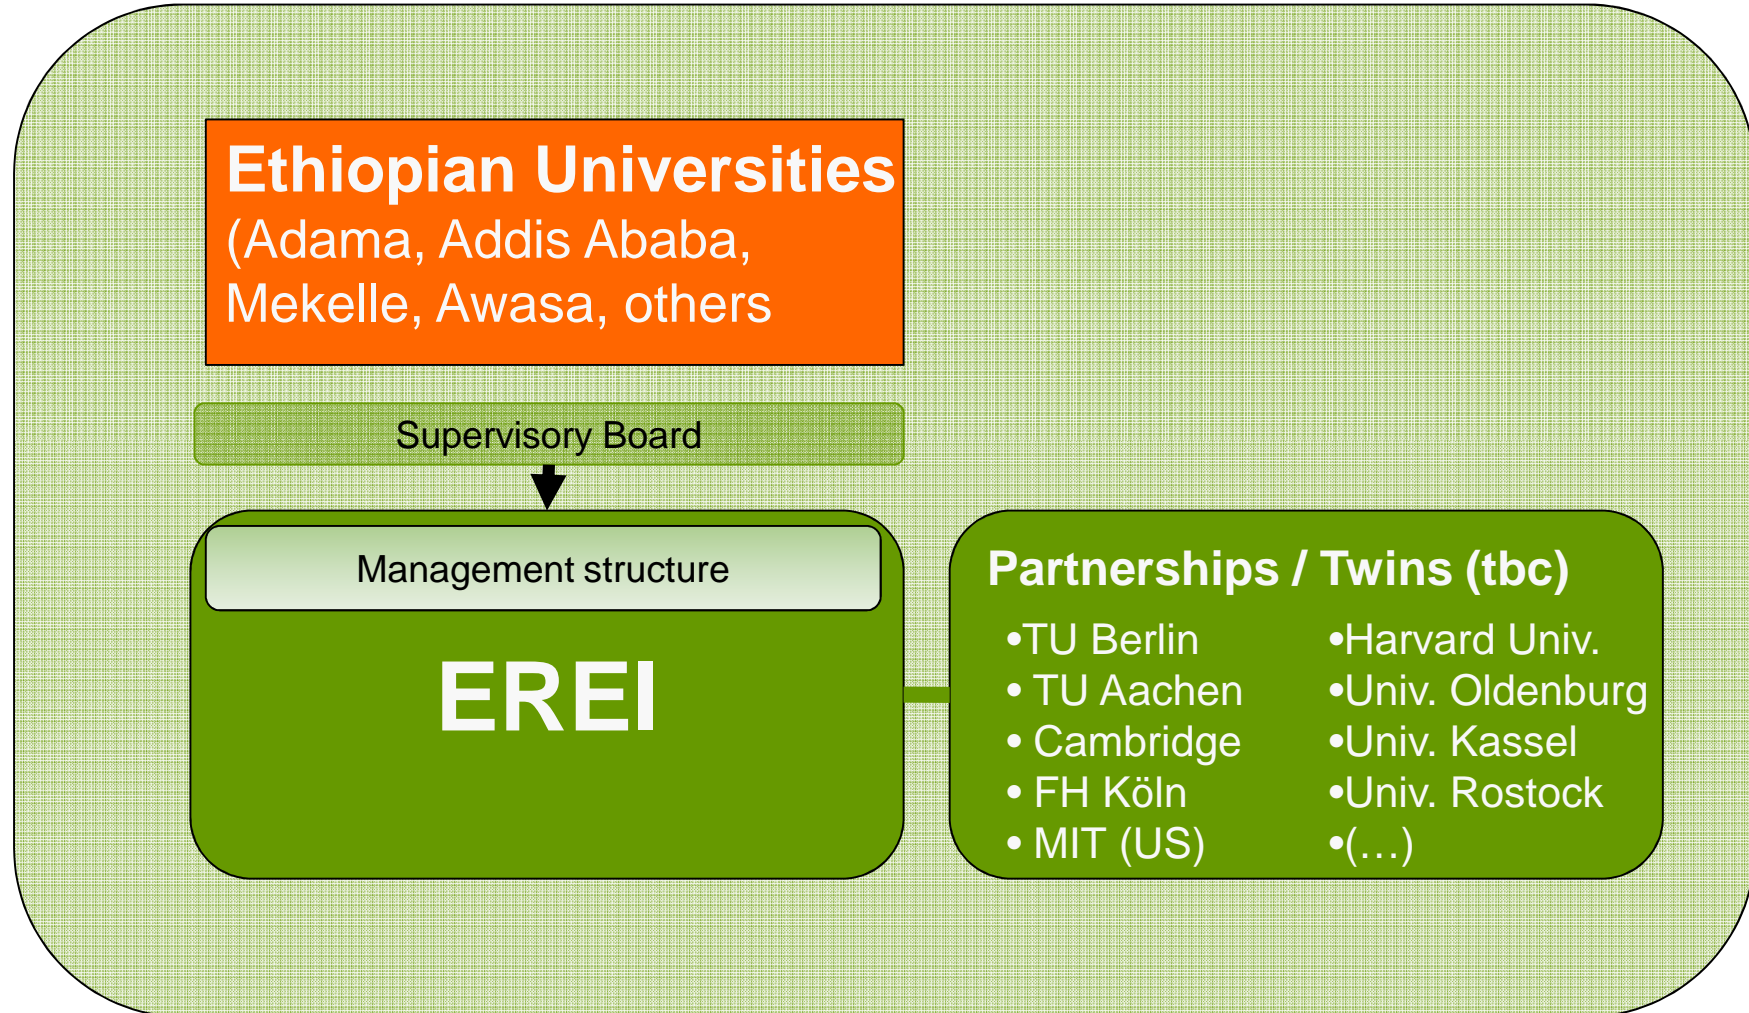 Ethiopian Universities
(Adama, Addis Ababa,
Mekelle, Awasa, others
Supervisory Board
Management structure
EREI
Partnerships / Twins (tbc)
•TU Berlin
• TU Aachen
• Cambridge
• FH Köln
• MIT (US)
•Harvard Univ.
•Univ. Oldenburg
•Univ. Kassel
•Univ. Rostock
•(…)